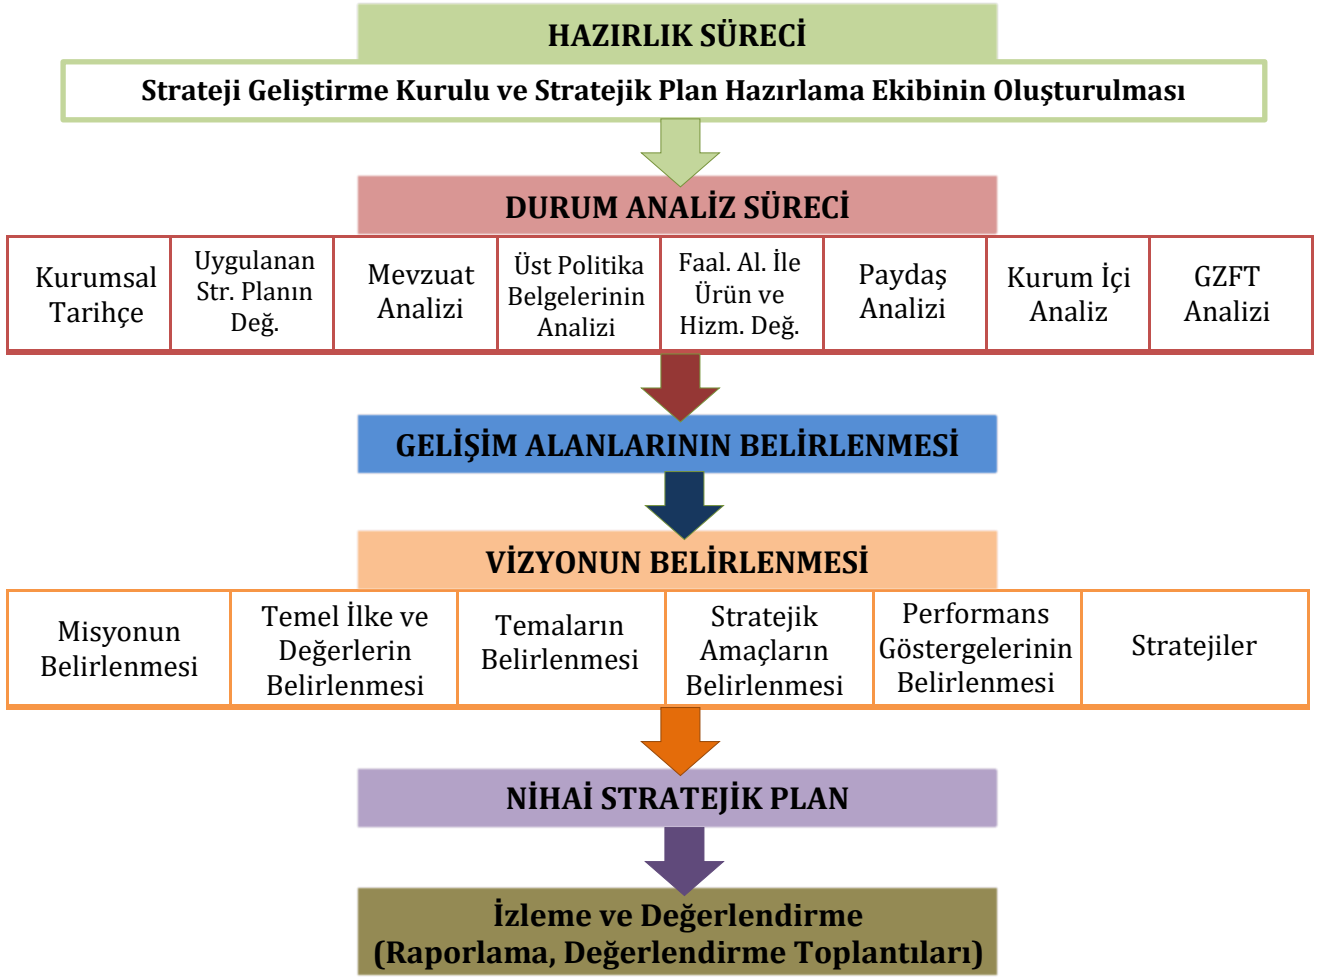 HAZIRLIK SÜRECİ
Strateji Geliştirme Kurulu ve Stratejik Plan Hazırlama Ekibinin Oluşturulması
DURUM ANALİZ SÜRECİ
Kurumsal
Tarihçe
Uygulanan
Str. Planın
Değ.
Mevzuat
Analizi
Üst Politika
Belgelerinin
Analizi
Faal. Al. İle
Ürün ve
Hizm. Değ.
Paydaş
Analizi
Kurum İçi
Analiz
GZFT
Analizi
GELİŞİM ALANLARININ BELİRLENMESİ
VİZYONUN BELİRLENMESİ
Misyonun
Belirlenmesi
Temel İlke ve
Değerlerin
Belirlenmesi
Temaların
Belirlenmesi
Stratejik
Amaçların
Belirlenmesi
Performans
Göstergelerinin
Belirlenmesi
Stratejiler
NİHAİ STRATEJİK PLAN
İzleme ve Değerlendirme
(Raporlama, Değerlendirme Toplantıları)